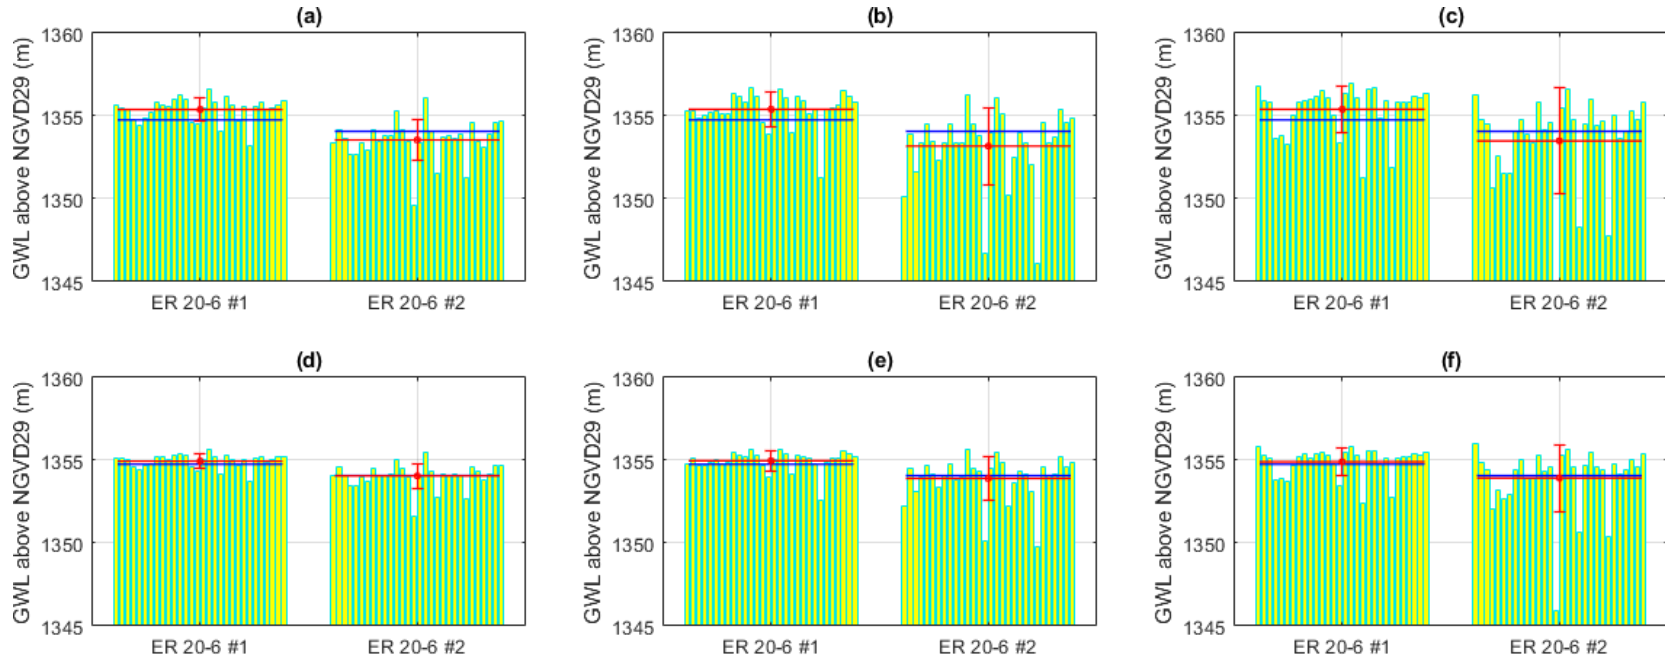 (a)
1360
1355
1350
1345
GWL above NGVD29 (m)
ER 20-6 #1
ER 20-6 #2
(b)
1360
1355
1350
1345
GWL above NGVD29 (m)
ER 20-6 #1
ER 20-6 #2
(c)
1360
1355
1350
1345
GWL above NGVD29 (m)
ER 20-6 #1
ER 20-6 #2
(d)
1360
1355
1350
1345
GWL above NGVD29 (m)
ER 20-6 #1
ER 20-6 #2
(e)
1360
1355
1350
1345
GWL above NGVD29 (m)
ER 20-6 #1
ER 20-6 #2
(f)
1360
1355
1350
1345
GWL above NGVD29 (m)
ER 20-6 #1
ER 20-6 #2